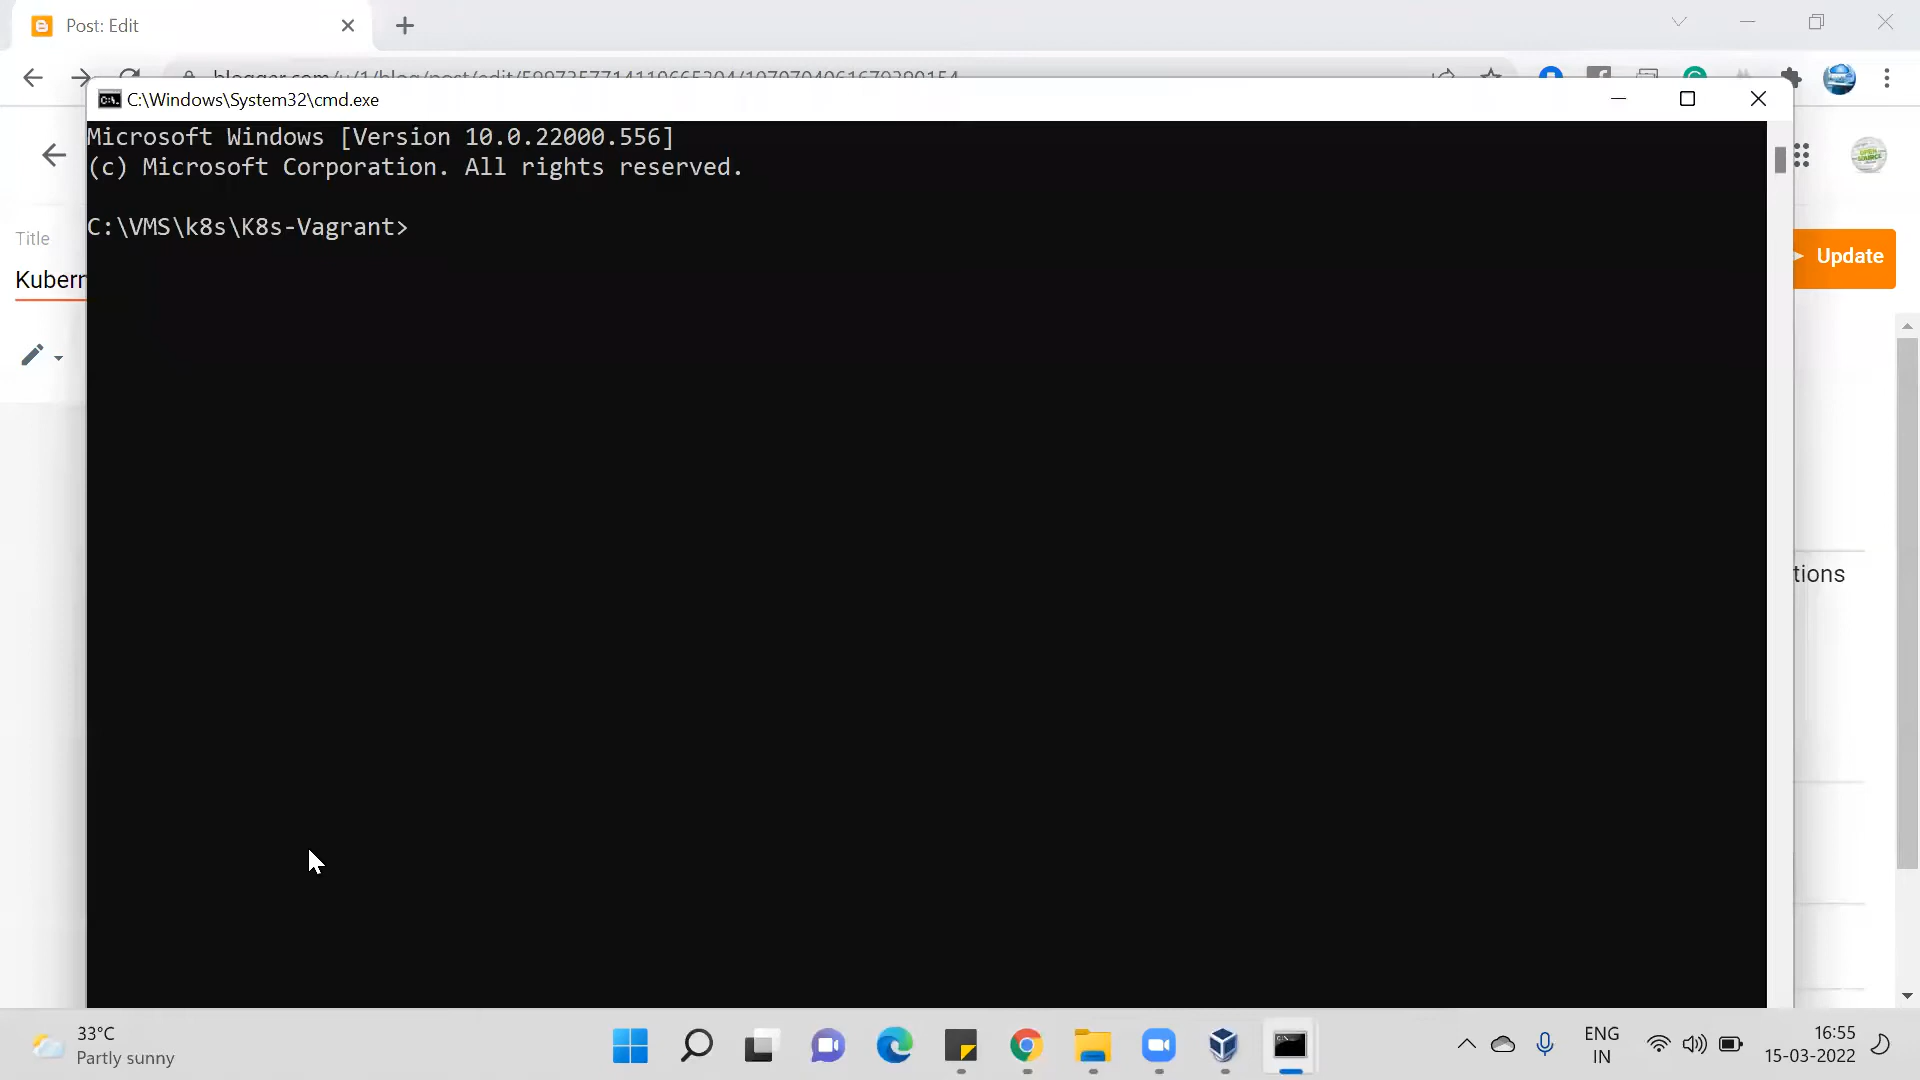 Post: Edit
C:\Windows\System32\cmd.exe
Microsoft Windows [Version 10.0.22000.556]
(c) Microsoft Corporation. All rights reserved.
C:\VMS\k8s\K8s-Vagrant>
Title
Kubern
Update
tions
33°C
Partly sunny
ENG
IN
16:55
15-03-2022